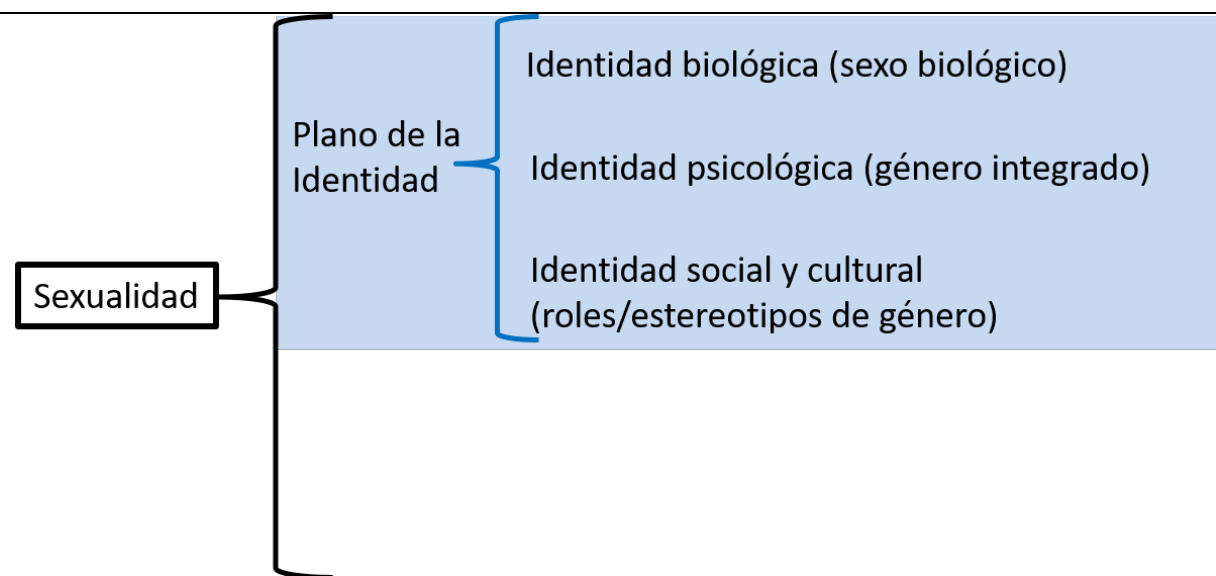 Sexualidad
Plano de la
Identidad
Identidad biológica (sexo biológico)
Identidad psicológica (género integrado)
Identidad social y cultural
(roles/estereotipos de género)